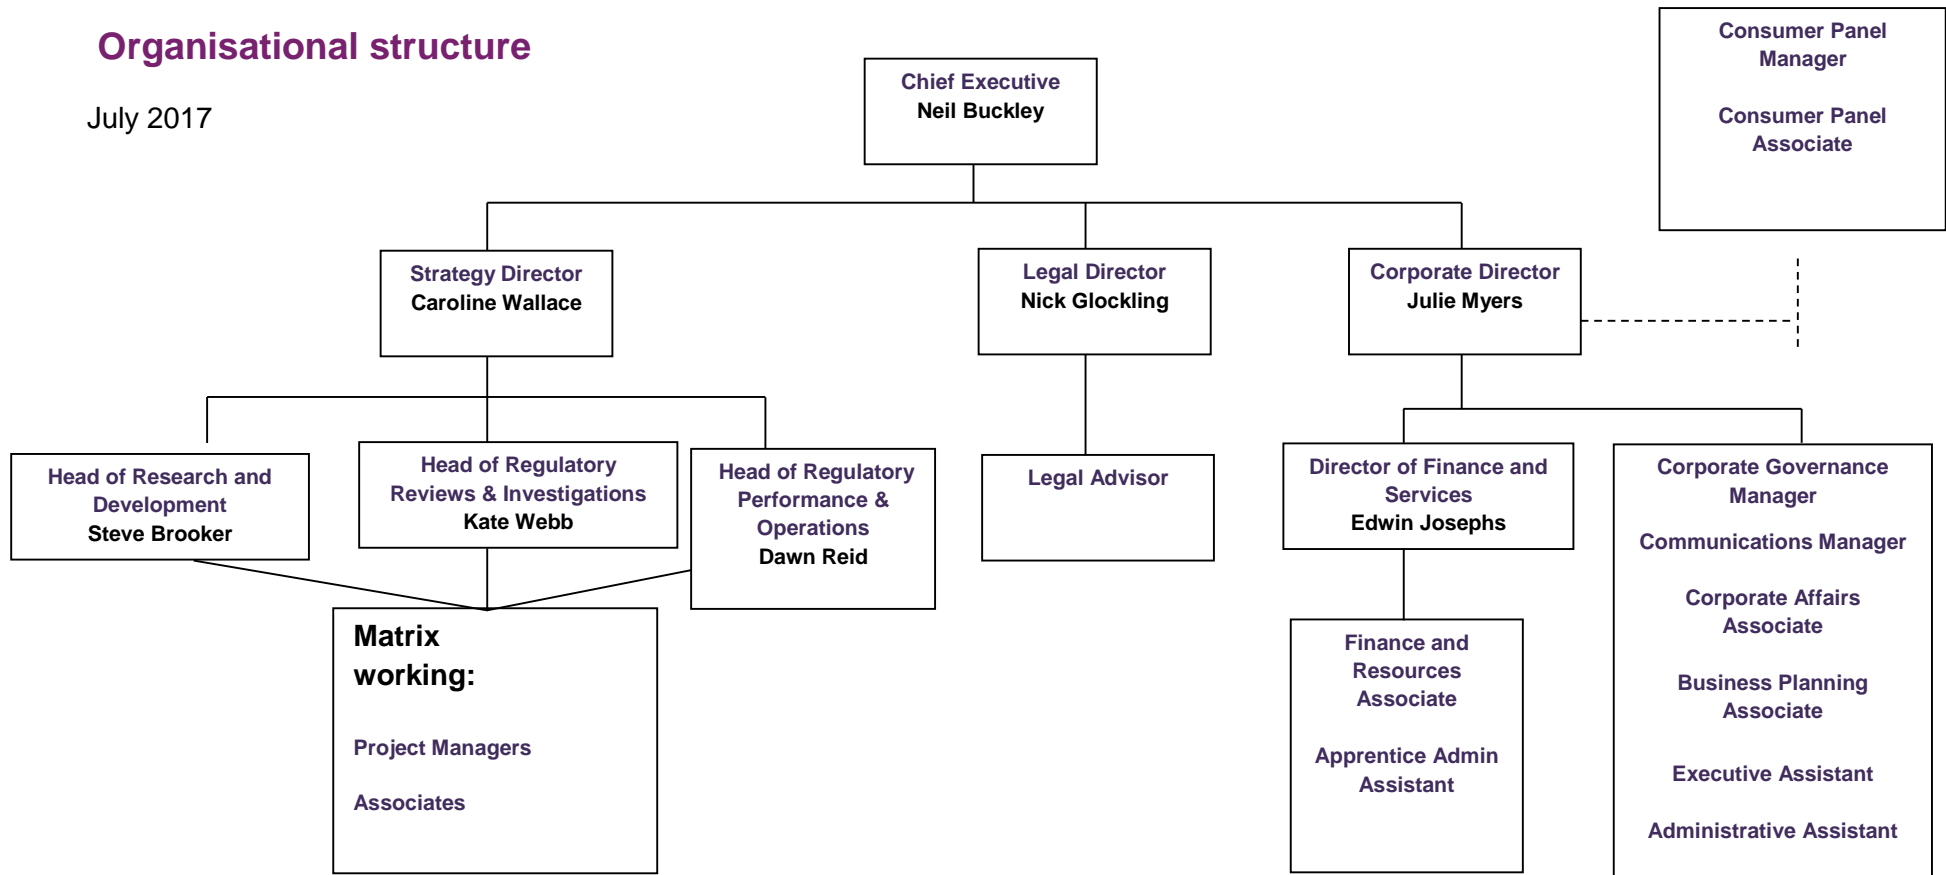 Organisational structure
July 2017
Consumer Panel
Manager
Consumer Panel
Associate
Chief Executive
Neil Buckley
Strategy Director
Caroline Wallace
Legal Director
Nick Glockling
Corporate Director
Julie Myers
Head of Research and
Development
Steve Brooker
Head of Regulatory
Reviews & Investigations
Kate Webb
Head of Regulatory
Performance &
Operations
Dawn Reid
Legal Advisor
Director of Finance and
Services
Edwin Josephs
Corporate Governance
Manager
Communications Manager
Corporate Affairs
Associate
Business Planning
Associate
Executive Assistant
Administrative Assistant
Matrix
working:
Project Managers
Associates
Finance and
Resources
Associate
Apprentice Admin
Assistant